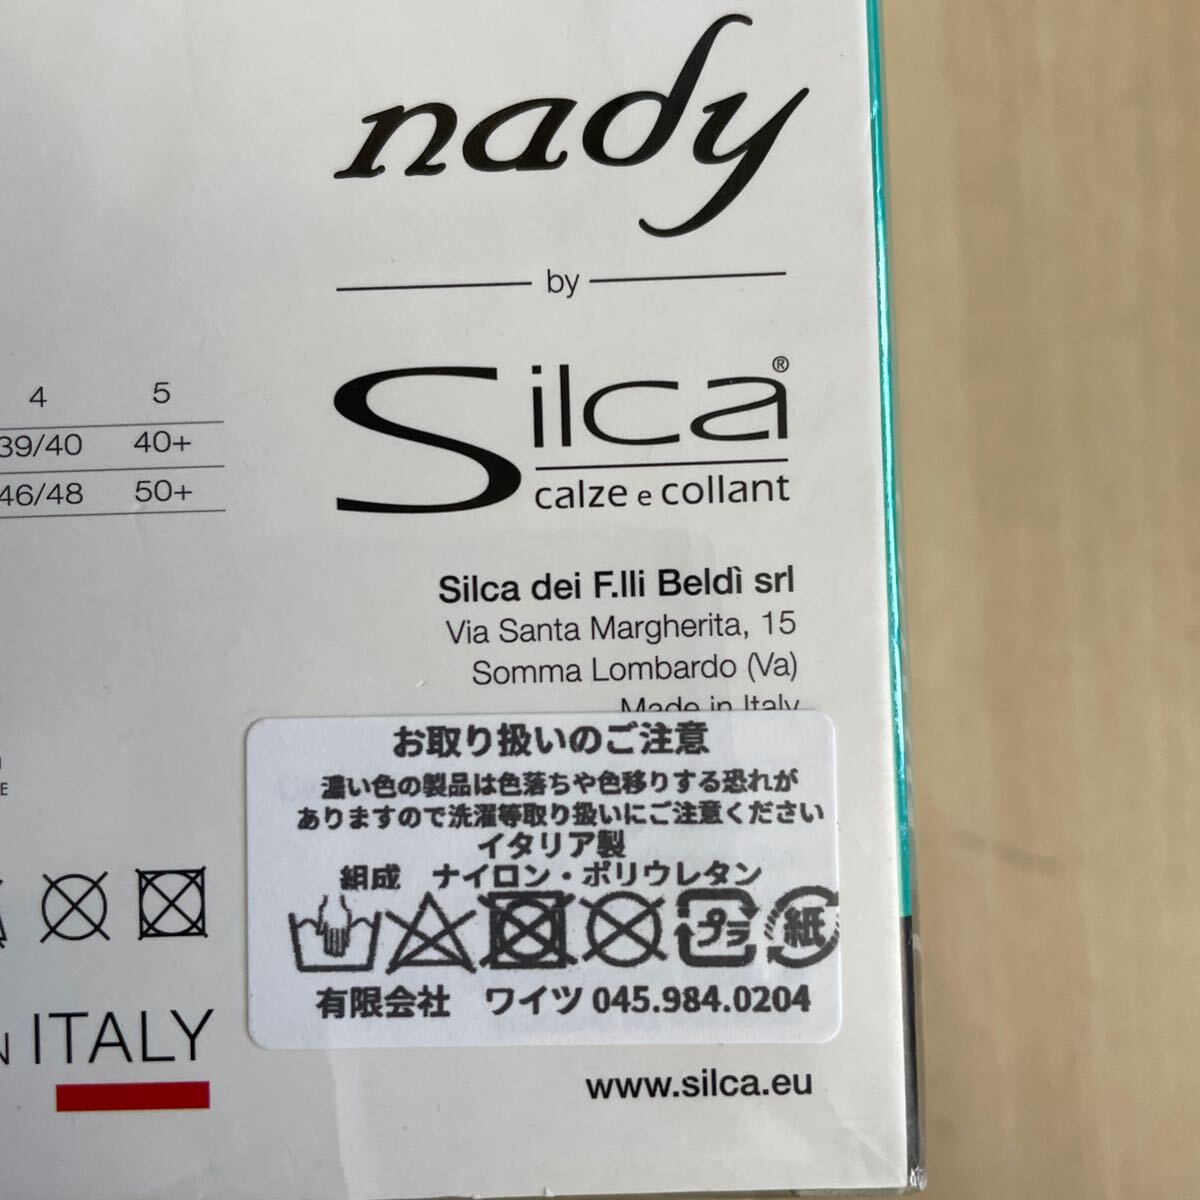 nady
by
Silca®
calze e collant
4 5
39/40 40+
46/48 50+
Silca dei F.lli Beldì srl
Via Santa Margherita, 15
Somma Lombardo (Va)
Made in Italy
お取り扱いのご注意
濃い色の製品は色落ちや色移りする恐れが
ありますので洗濯等取り扱いにご注意ください
イタリア製
組成 ナイロン・ポリウレタン
プラ 紙
有限会社 ワイツ 045.984.0204
ITALY
www.silca.eu